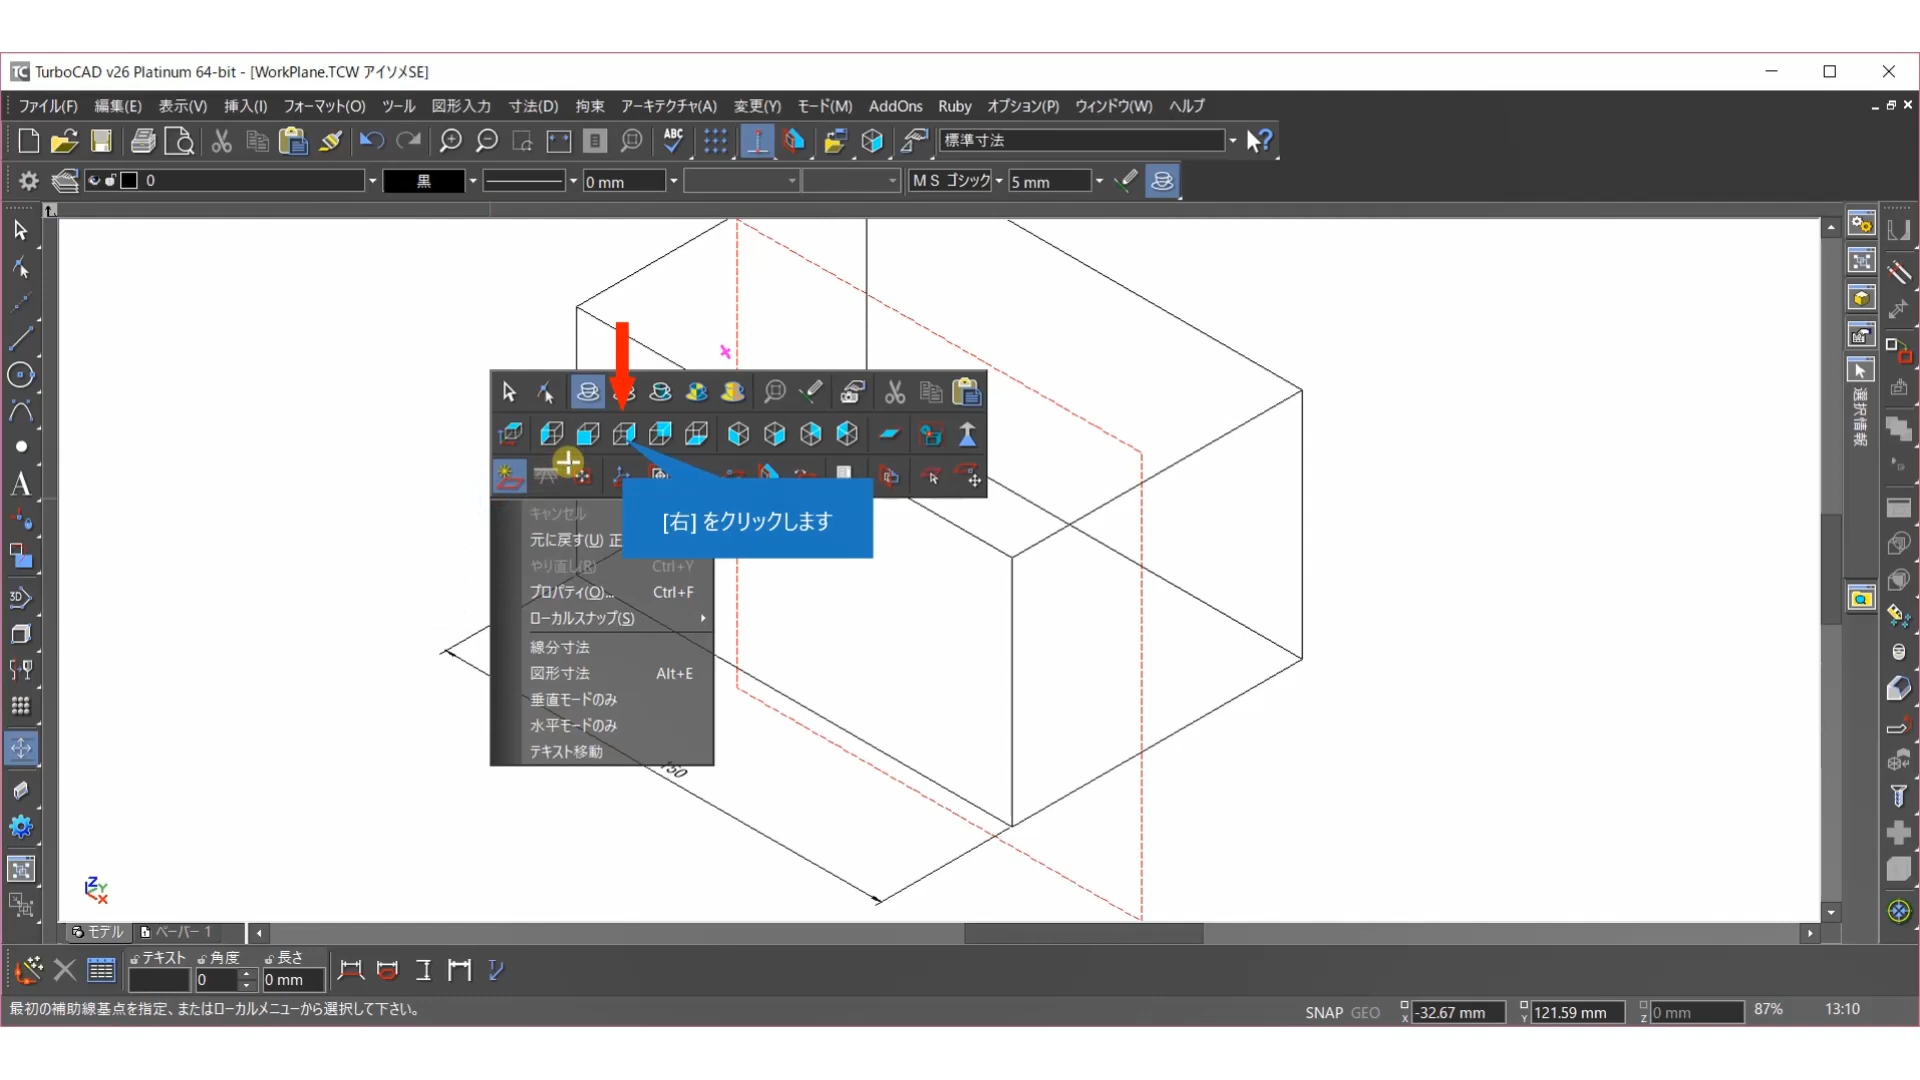 TurboCAD v26 Platinum 64-bit - [WorkPlane.TCW アイソメSE]
ファイル(F) 編集(E) 表示(V) 挿入(I) フォーマット(O) ツール 図形入力 寸法(D) 拘束 アーキテクチャ(A) 変更(Y) モード(M) AddOns Ruby オプション(P) ウィンドウ(W) ヘルプ
ABC 標準寸法
0 黒 0 mm ＭＳ ゴシック 5 mm
[右] をクリックします
キャンセル
元に戻す(U) 正
やり直し(R) Ctrl+Y
プロパティ(O)... Ctrl+F
ローカルスナップ(S)
線分寸法
図形寸法 Alt+E
垂直モードのみ
水平モードのみ
テキスト移動
150
選択情報
3D
A
Z
Y
X
モデル ペーパー 1
テキスト 角度 長さ
0 0 mm
最初の補助線基点を指定、またはローカルメニューから選択して下さい。
SNAP GEO X -32.67 mm Y 121.59 mm Z 0 mm 87% 13:10